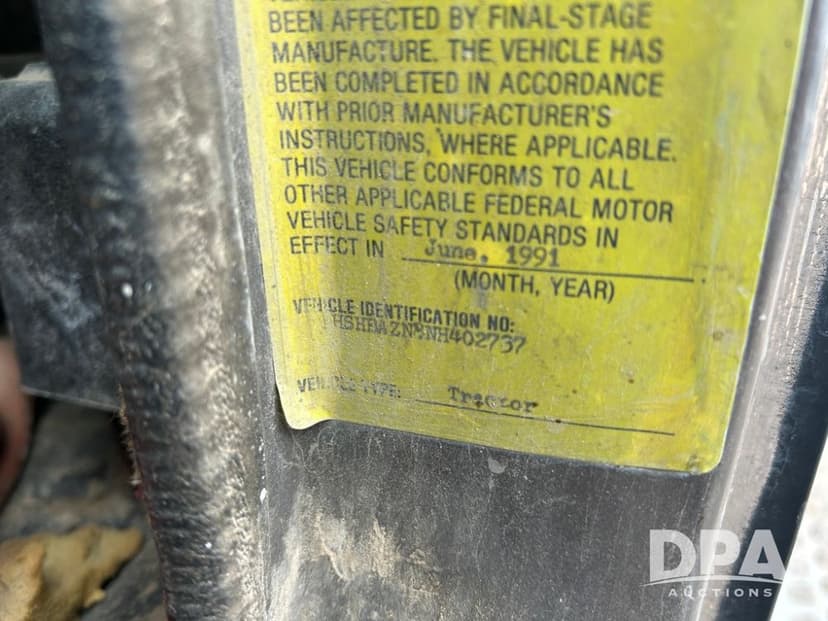 BEEN AFFECTED BY FINAL-STAGE
MANUFACTURE. THE VEHICLE HAS
BEEN COMPLETED IN ACCORDANCE
WITH PRIOR MANUFACTURER'S
INSTRUCTIONS, WHERE APPLICABLE.
THIS VEHICLE CONFORMS TO ALL
OTHER APPLICABLE FEDERAL MOTOR
VEHICLE SAFETY STANDARDS IN
EFFECT IN June, 1991
(MONTH, YEAR)
VEHICLE IDENTIFICATION NO:
VEHICLE TYPE: Tractor
DPA
AUCTIONS